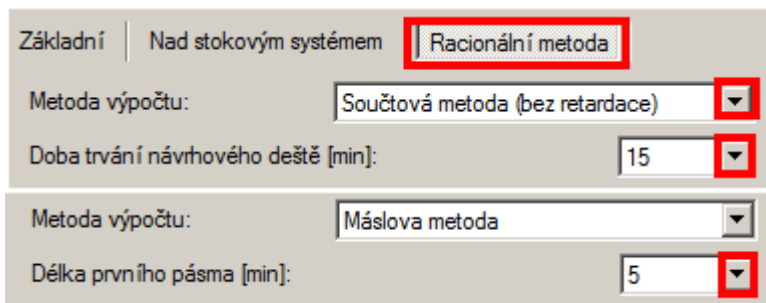 Základní Nad stokovým systémem Racionální metoda
Metoda výpočtu: Součtová metoda (bez retardace)
Doba trvání návrhového deště [min]: 15
Metoda výpočtu: Máslova metoda
Délka prvního pásma [min]: 5